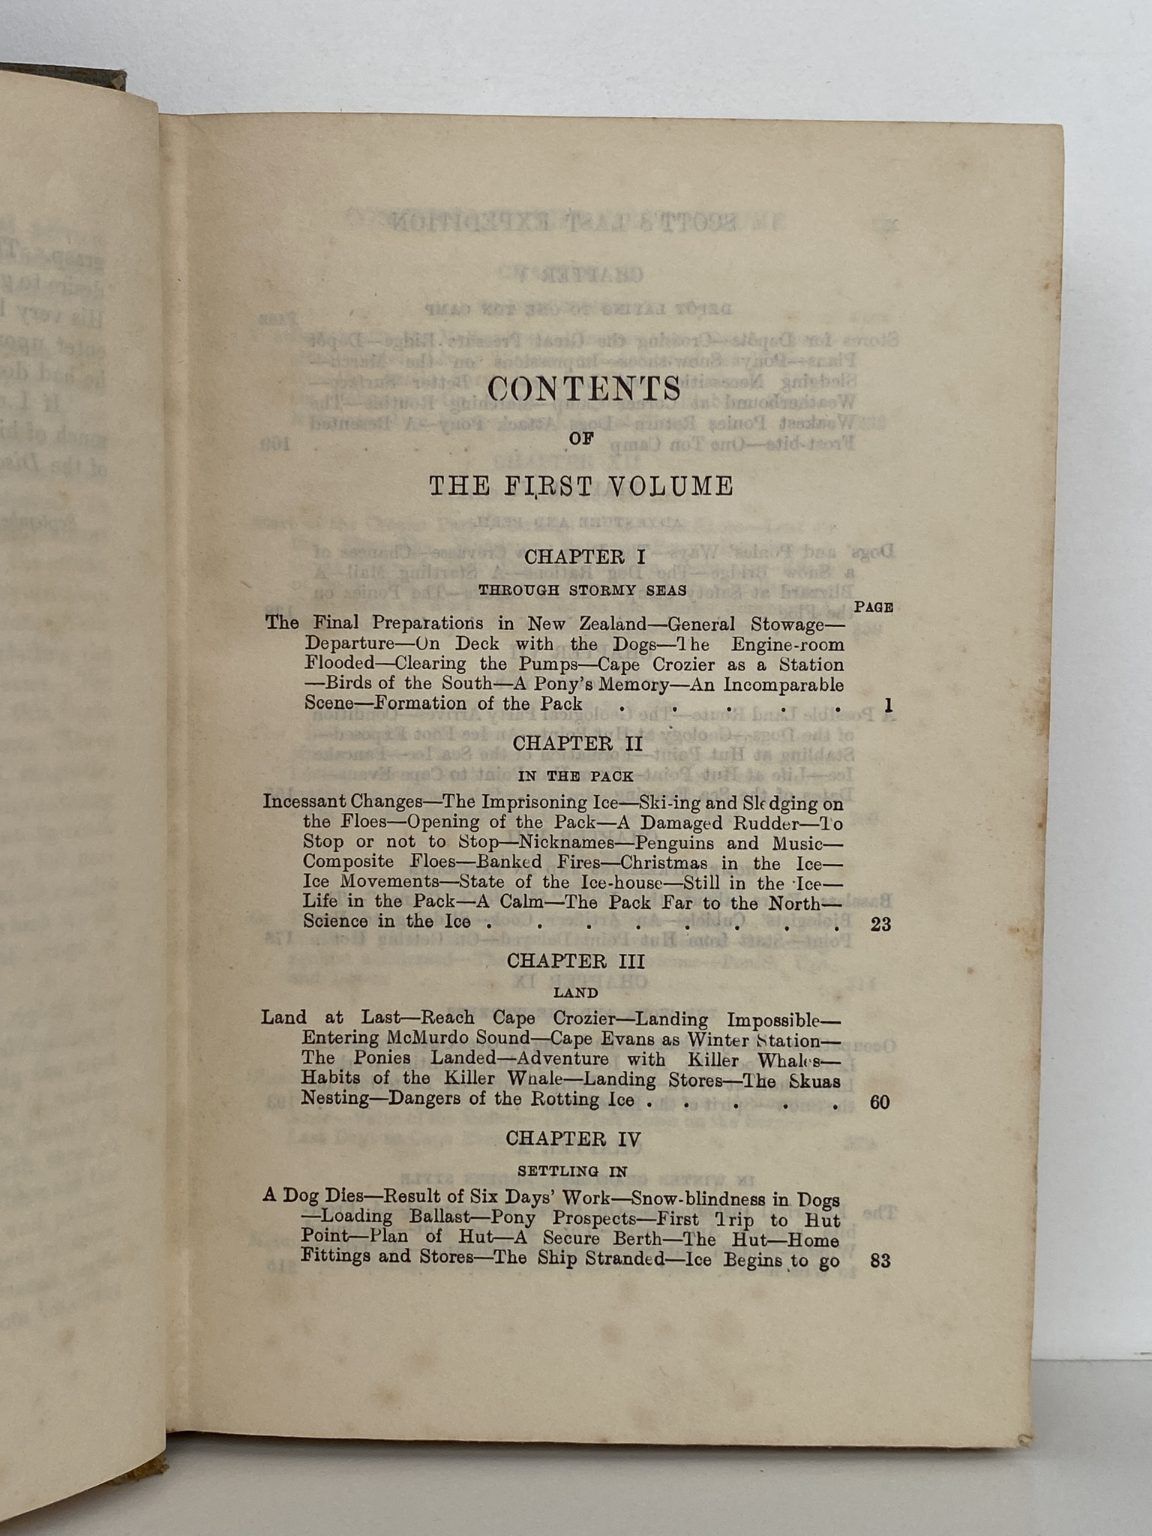 CONTENTS
OF
THE FIRST VOLUME
CHAPTER I
THROUGH STORMY SEAS
PAGE
The Final Preparations in New Zealand—General Stowage—
Departure—On Deck with the Dogs—The Engine-room
Flooded—Clearing the Pumps—Cape Crozier as a Station
—Birds of the South—A Pony's Memory—An Incomparable
Scene—Formation of the Pack . . . . . 1
CHAPTER II
IN THE PACK
Incessant Changes—The Imprisoning Ice—Ski-ing and Sledging on
the Floes—Opening of the Pack—A Damaged Rudder—To
Stop or not to Stop—Nicknames—Penguins and Music—
Composite Floes—Banked Fires—Christmas in the Ice—
Ice Movements—State of the Ice-house—Still in the Ice—
Life in the Pack—A Calm—The Pack Far to the North—
Science in the Ice . . . . . . . . 23
CHAPTER III
LAND
Land at Last—Reach Cape Crozier—Landing Impossible—
Entering McMurdo Sound—Cape Evans as Winter Station—
The Ponies Landed—Adventure with Killer Whales—
Habits of the Killer Whale—Landing Stores—The Skuas
Nesting—Dangers of the Rotting Ice . . . . . 60
CHAPTER IV
SETTLING IN
A Dog Dies—Result of Six Days' Work—Snow-blindness in Dogs
—Loading Ballast—Pony Prospects—First Trip to Hut
Point—Plan of Hut—A Secure Berth—The Hut—Home
Fittings and Stores—The Ship Stranded—Ice Begins to go 83